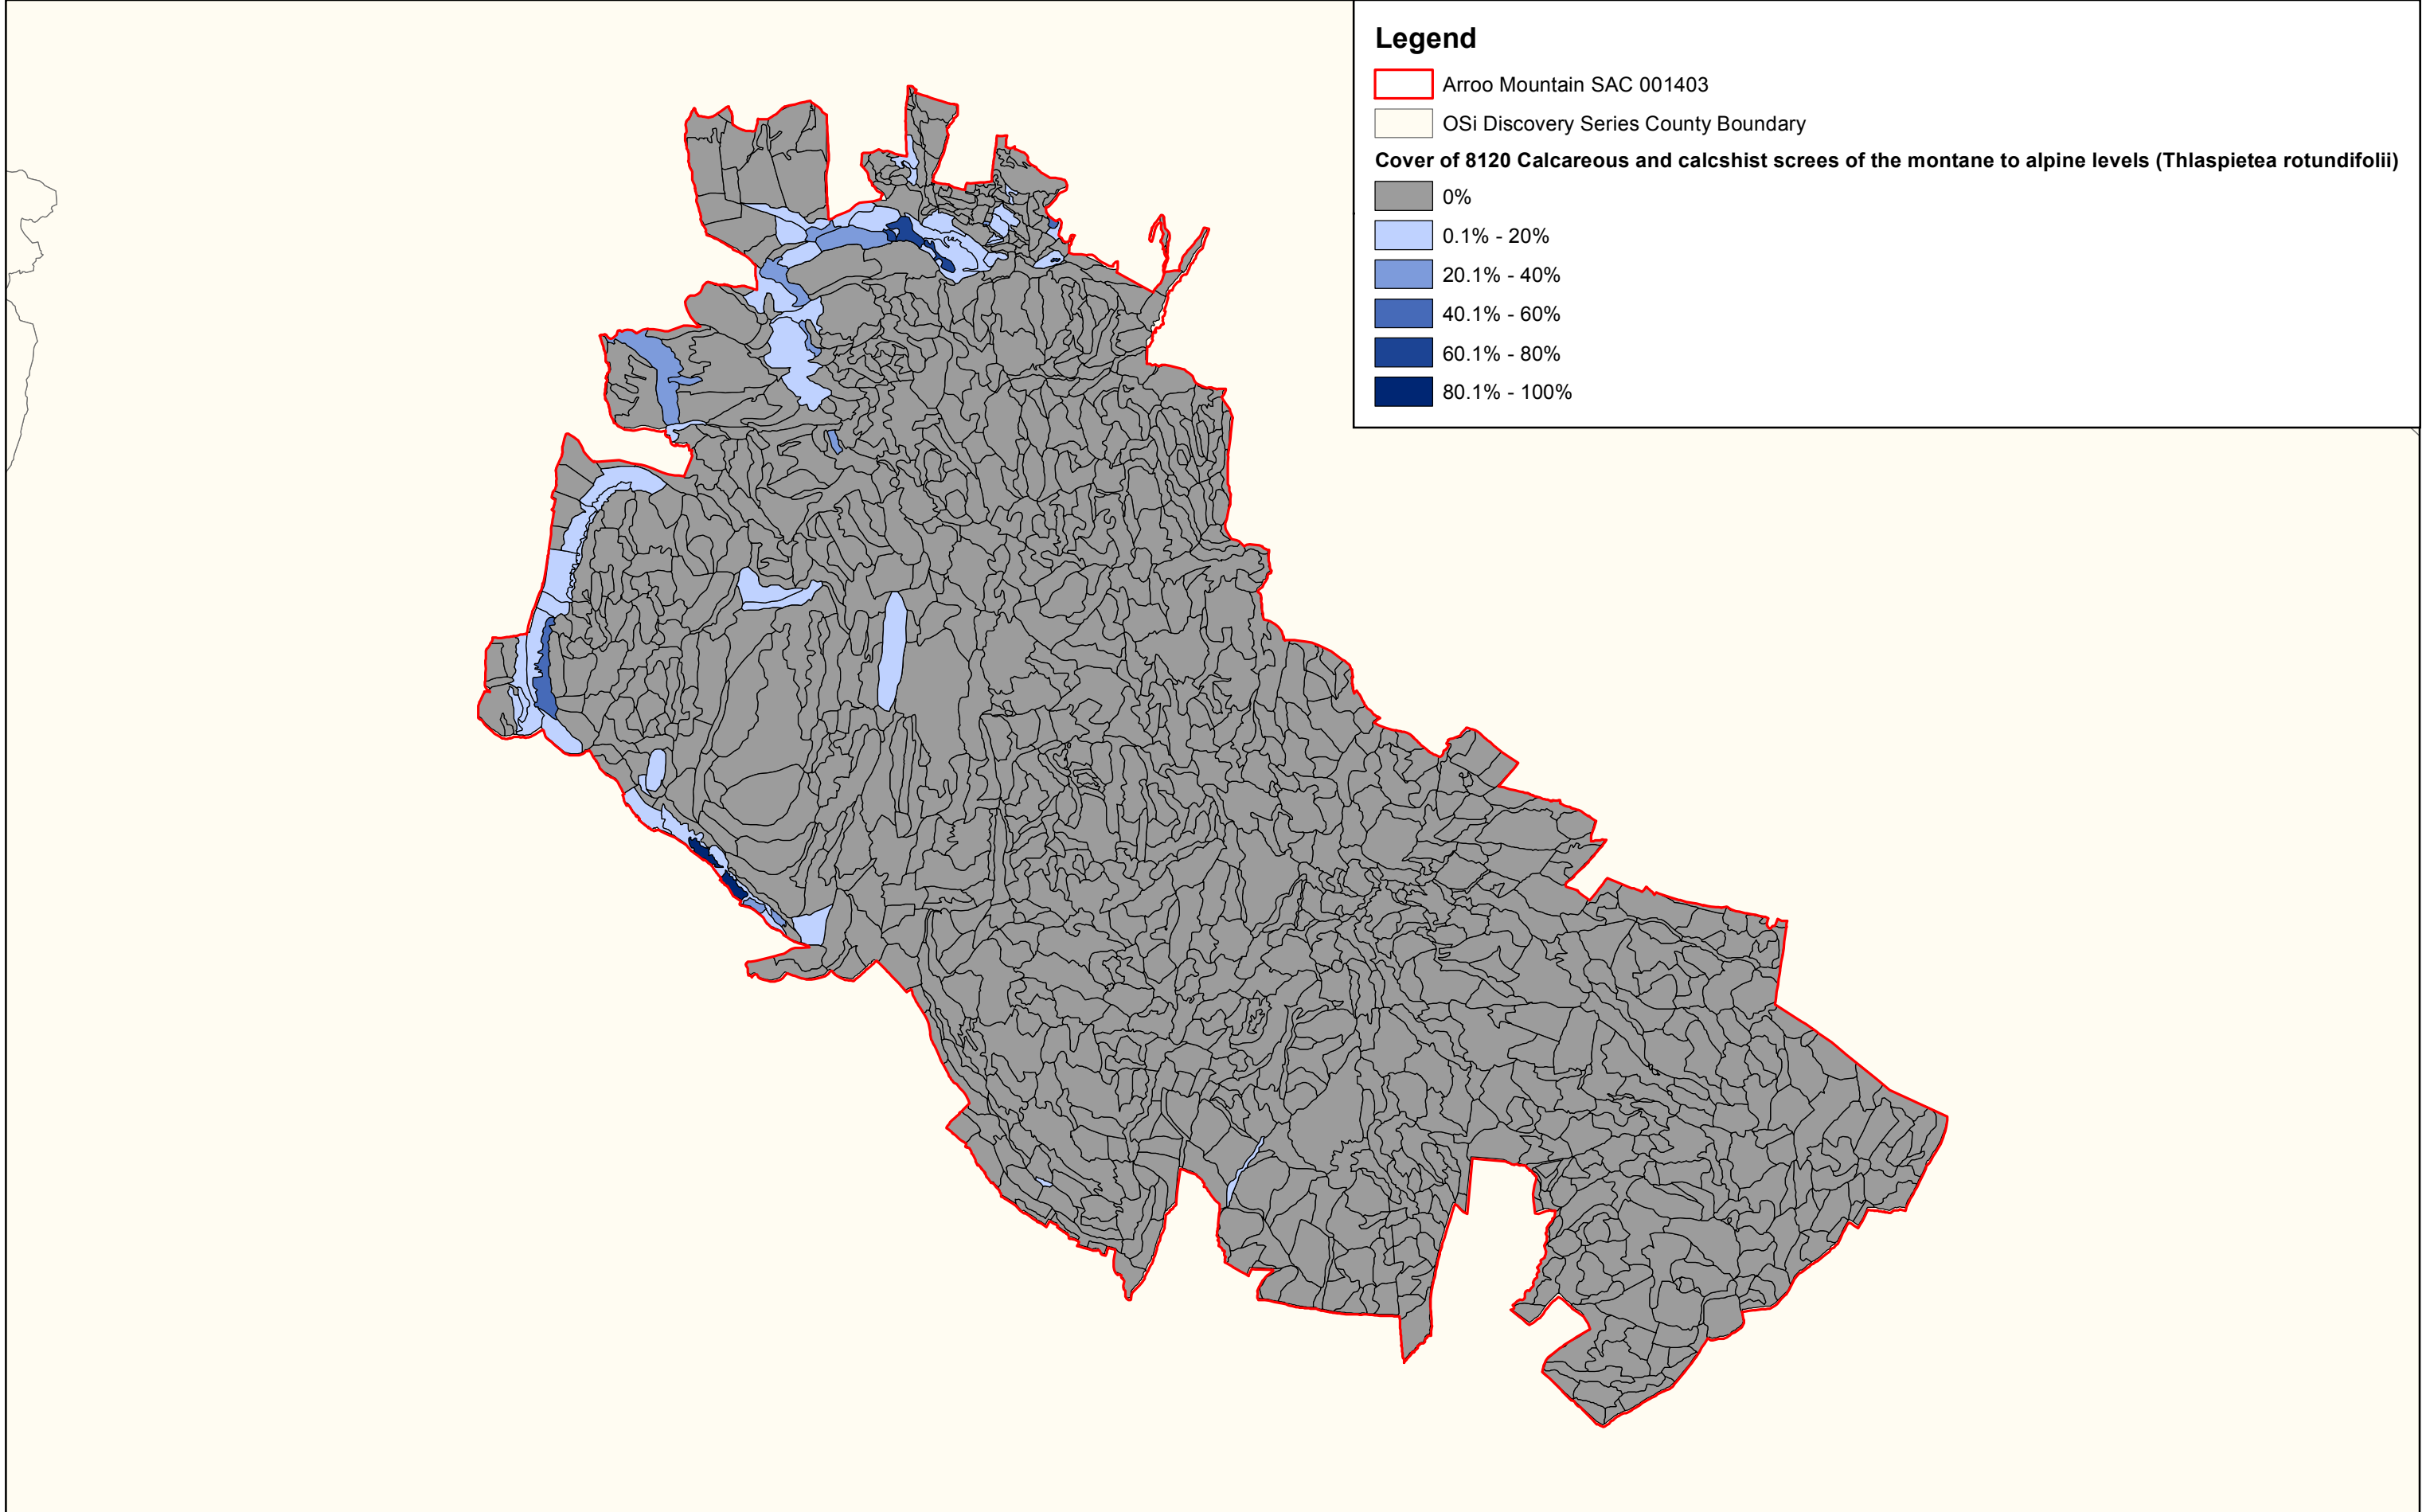 Legend
Arroo Mountain SAC 001403
OSi Discovery Series County Boundary
Cover of 8120 Calcareous and calcshist screes of the montane to alpine levels (Thlaspietea rotundifolii)
0%
0.1% - 20%
20.1% - 40%
40.1% - 60%
60.1% - 80%
80.1% - 100%